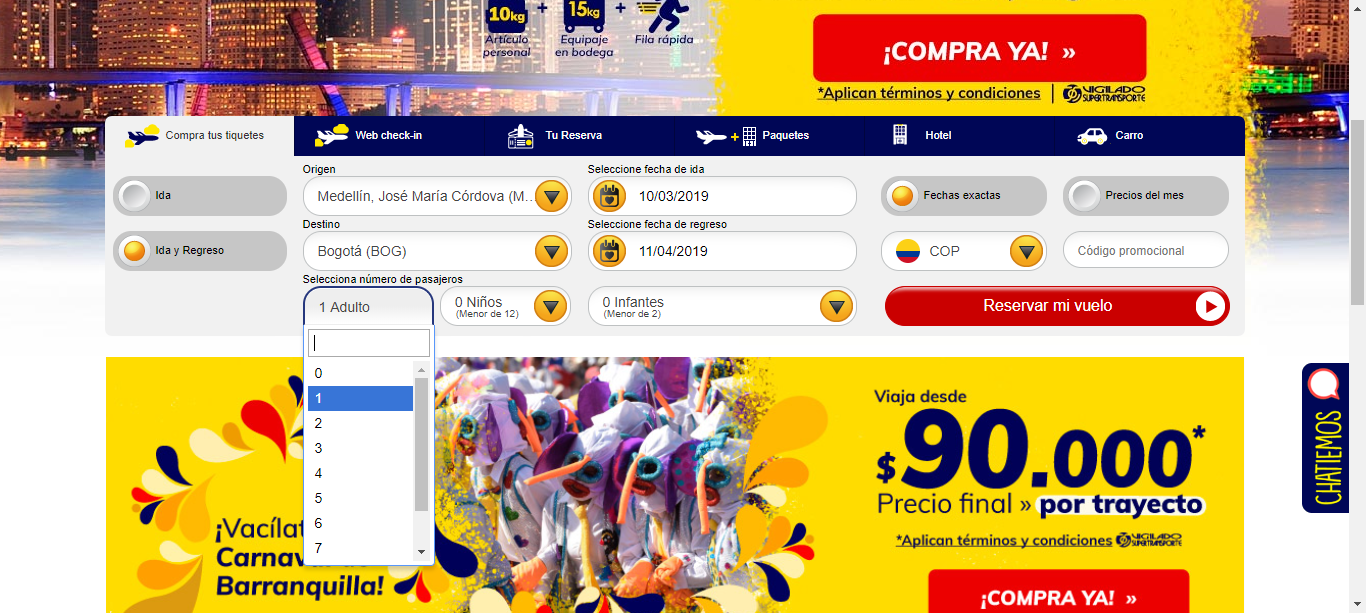 10kg + 15kg +
Artículo personal
Equipaje en bodega
Fila rápida
¡COMPRA YA! »
*Aplican términos y condiciones | VIGILADO SUPERTRANSPORTE
Compra tus tiquetes
Web check-in
Tu Reserva
+ Paquetes
Hotel
Carro
Ida
Ida y Regreso
Origen
Medellín, José María Córdova (M...
Destino
Bogotá (BOG)
Selecciona número de pasajeros
1 Adulto
0 Niños
(Menor de 12)
0 Infantes
(Menor de 2)
Seleccione fecha de ida
10/03/2019
Seleccione fecha de regreso
11/04/2019
Fechas exactas
Precios del mes
COP
Código promocional
Reservar mi vuelo
0
1
2
3
4
5
6
7
¡Vacílat
Carnav
Barranquilla!
Viaja desde
$90.000*
Precio final » por trayecto
*Aplican términos y condiciones VIGILADO SUPERTRANSPORTE
¡COMPRA YA! »
CHATIEMOS